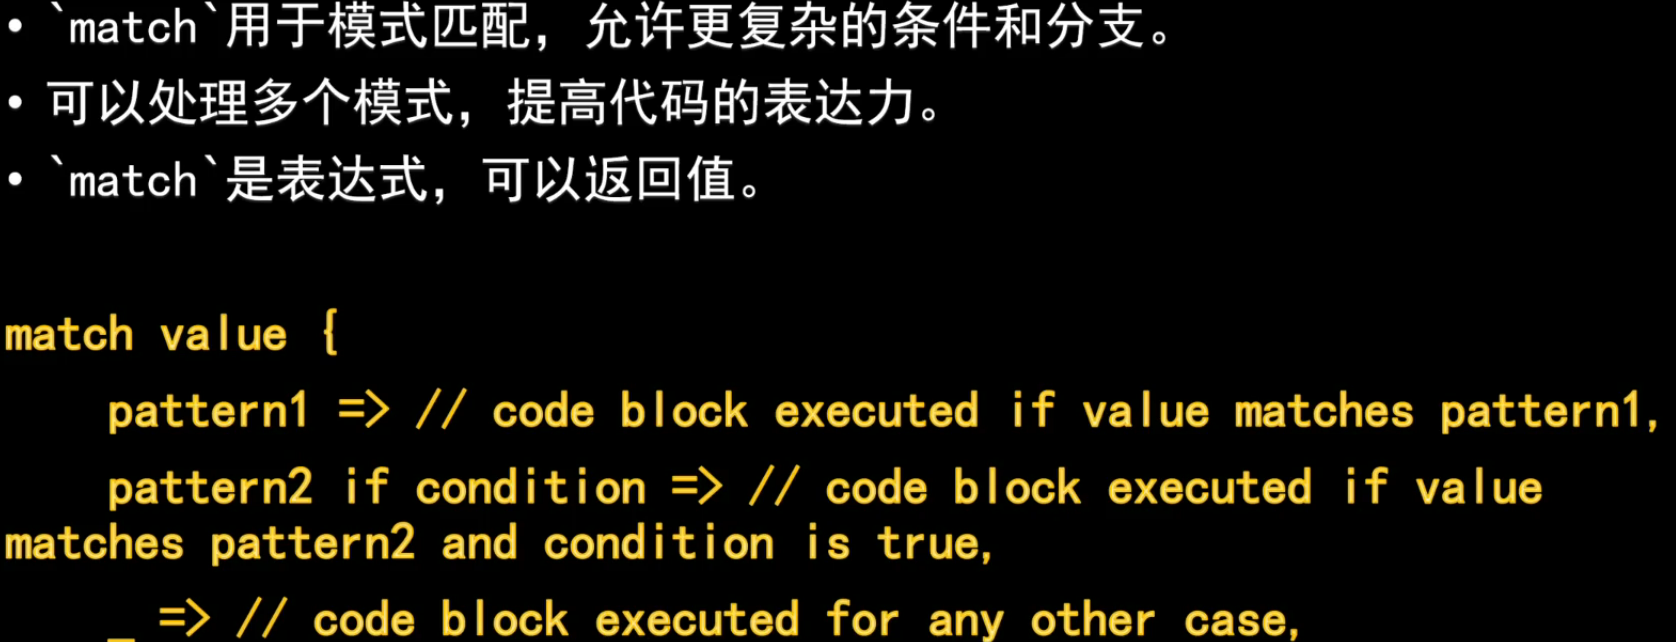 • `match`用于模式匹配，允许更复杂的条件和分支。
• 可以处理多个模式，提高代码的表达力。
• `match`是表达式，可以返回值。
match value {
    pattern1 => // code block executed if value matches pattern1,
    pattern2 if condition => // code block executed if value
matches pattern2 and condition is true,
    _ => // code block executed for any other case,